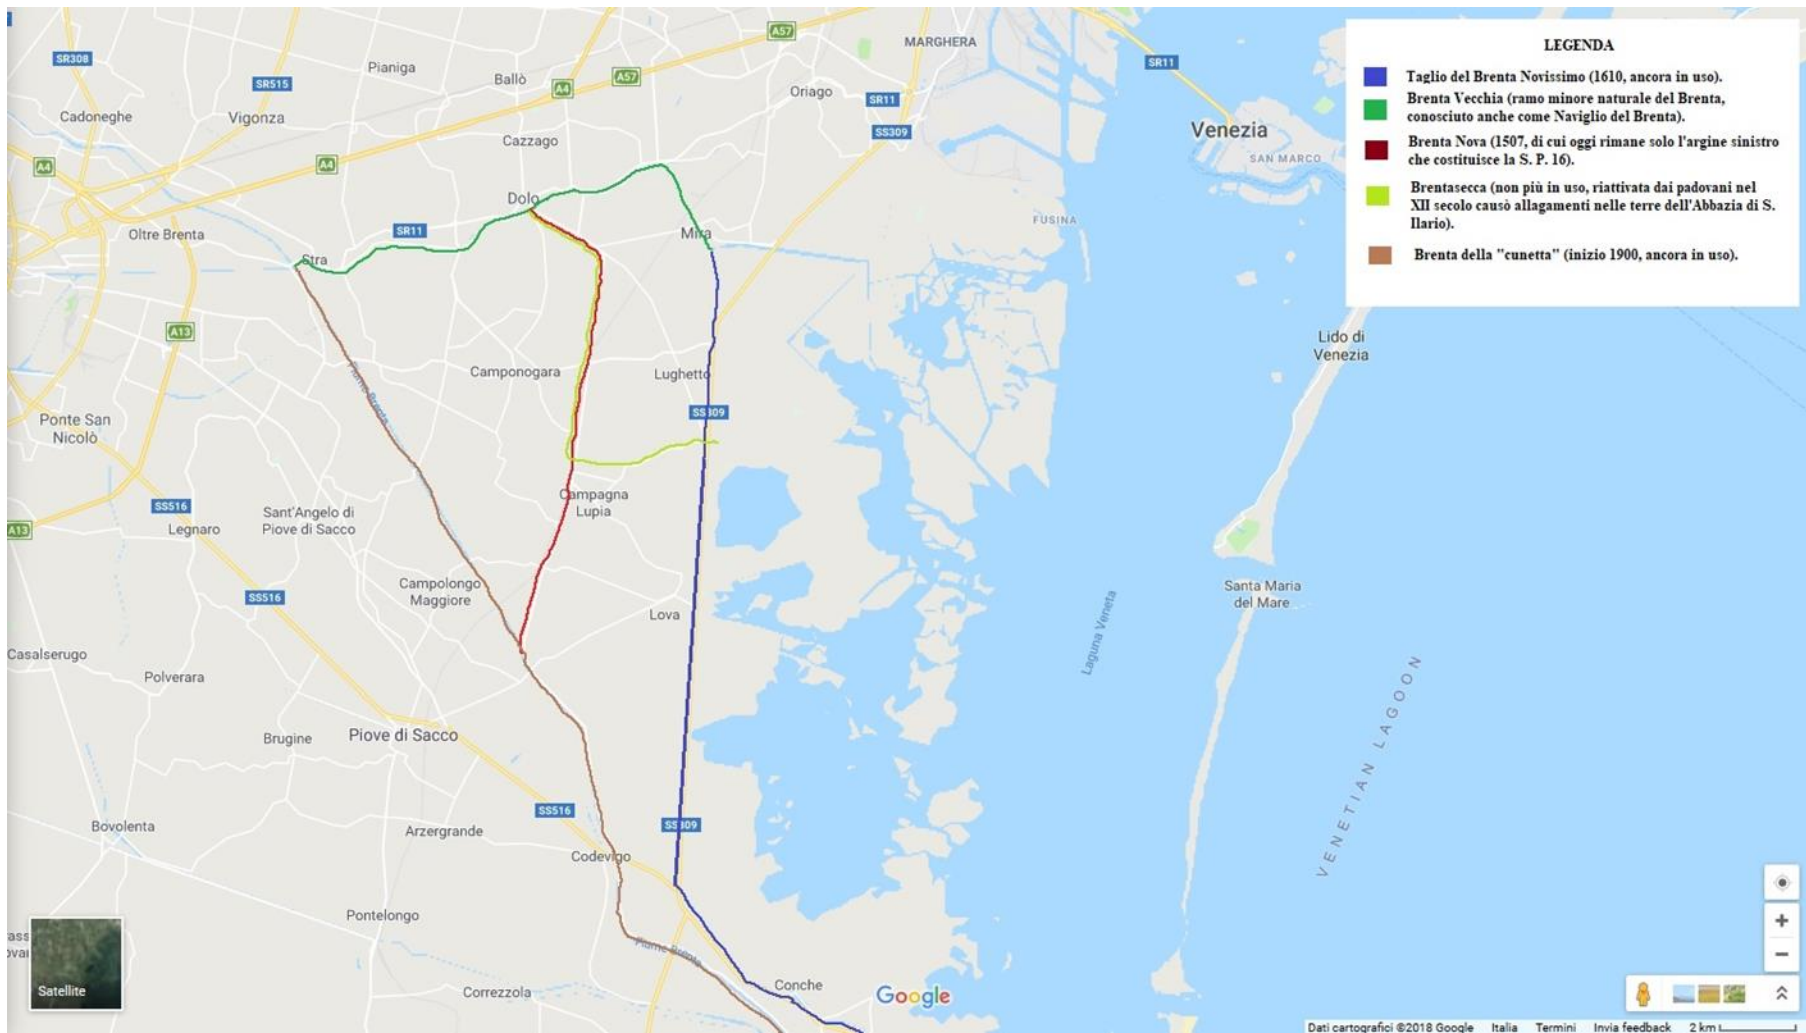 LEGENDA
Taglio del Brenta Novissimo (1610, ancora in uso).
Brenta Vecchia (ramo minore naturale del Brenta,
conosciuto anche come Naviglio del Brenta).
Brenta Nova (1507, di cui oggi rimane solo l'argine sinistro
che costituisce la S. P. 16).
Brentasecca (non più in uso, riattivata dai padovani nel
XII secolo causò allagamenti nelle terre dell'Abbazia di S.
Ilario).
Brenta della "cunetta" (inizio 1900, ancora in uso).
A57
MARGHERA
SR308
Pianiga
Ballò
A57
SR11
SR515
A4
Oriago
SR11
Cadoneghe
Vigonza
SS309
Venezia
Cazzago
SAN MARCO
A4
A4
Dolo
FUSINA
Oltre Brenta
SR11
Mira
Stra
A13
Lido di
Venezia
Fiume Brenta
Camponogara
Lughetto
Ponte San
Nicolò
SS309
SS516
Campagna
Lupia
Sant'Angelo di
Piove di Sacco
A13
Legnaro
Campolongo
Maggiore
SS516
Santa Maria
del Mare
Lova
Laguna Veneta
Casalserugo
Polverara
VENETIAN LAGOON
Brugine
Piove di Sacco
SS516
SS309
Bovolenta
Arzergrande
Codevigo
Pontelongo
Fiume Brenta
Satellite
Correzzola
Conche
Google
Dati cartografici ©2018 Google Italia Termini Invia feedback 2 km